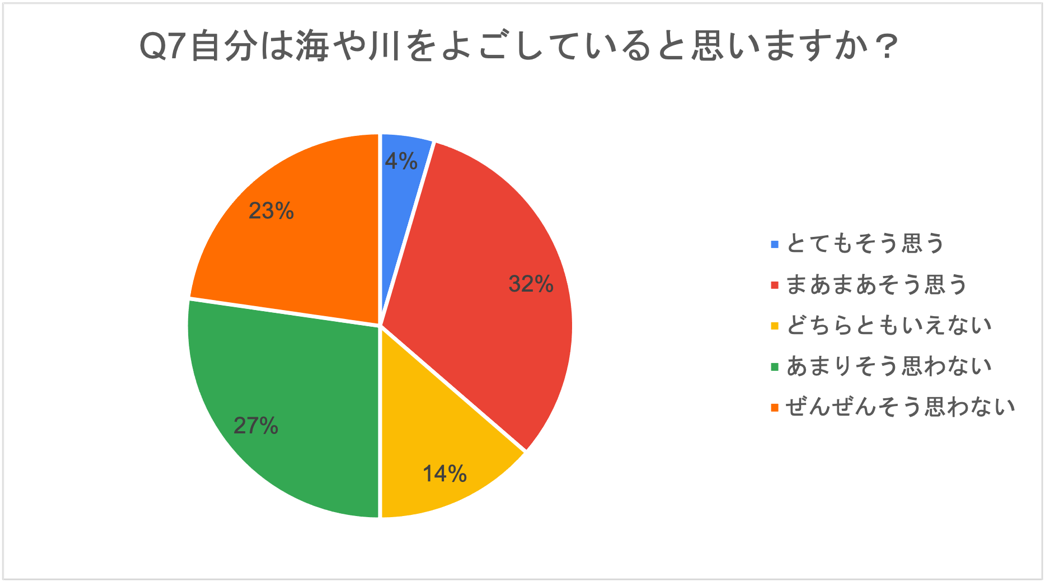 Q7自分は海や川をよごしていると思いますか？
4%
32%
14%
27%
23%
とてもそう思う
まあまあそう思う
どちらともいえない
あまりそう思わない
ぜんぜんそう思わない